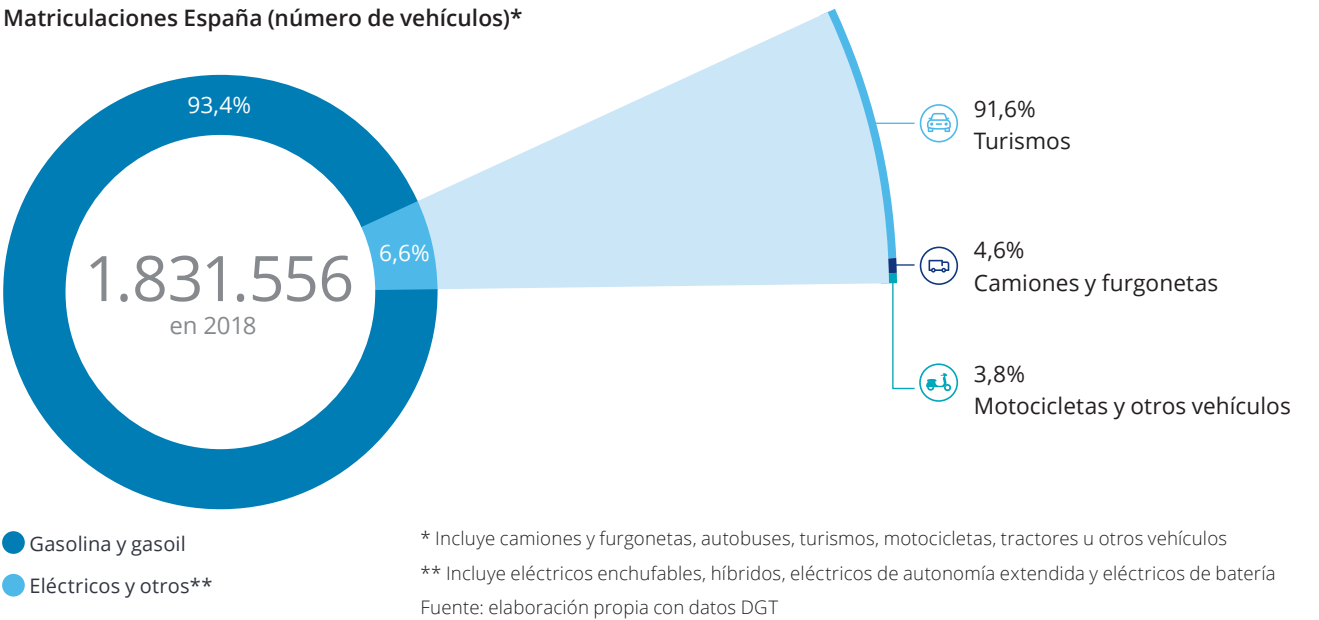 Matriculaciones España (número de vehículos)*
93,4%
6,6%
1.831.556
en 2018
91,6%
Turismos
4,6%
Camiones y furgonetas
3,8%
Motocicletas y otros vehículos
Gasolina y gasoil
Eléctricos y otros**
* Incluye camiones y furgonetas, autobuses, turismos, motocicletas, tractores u otros vehículos
** Incluye eléctricos enchufables, híbridos, eléctricos de autonomía extendida y eléctricos de batería
Fuente: elaboración propia con datos DGT